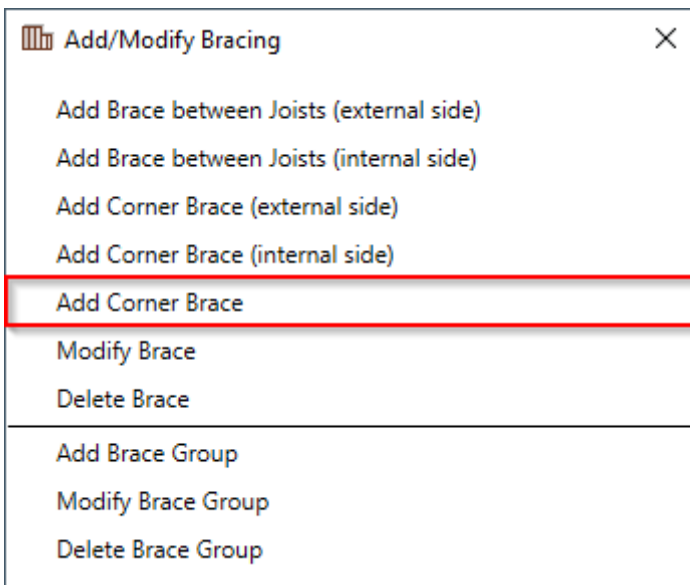 Add/Modify Bracing
Add Brace between Joists (external side)
Add Brace between Joists (internal side)
Add Corner Brace (external side)
Add Corner Brace (internal side)
Add Corner Brace
Modify Brace
Delete Brace
Add Brace Group
Modify Brace Group
Delete Brace Group